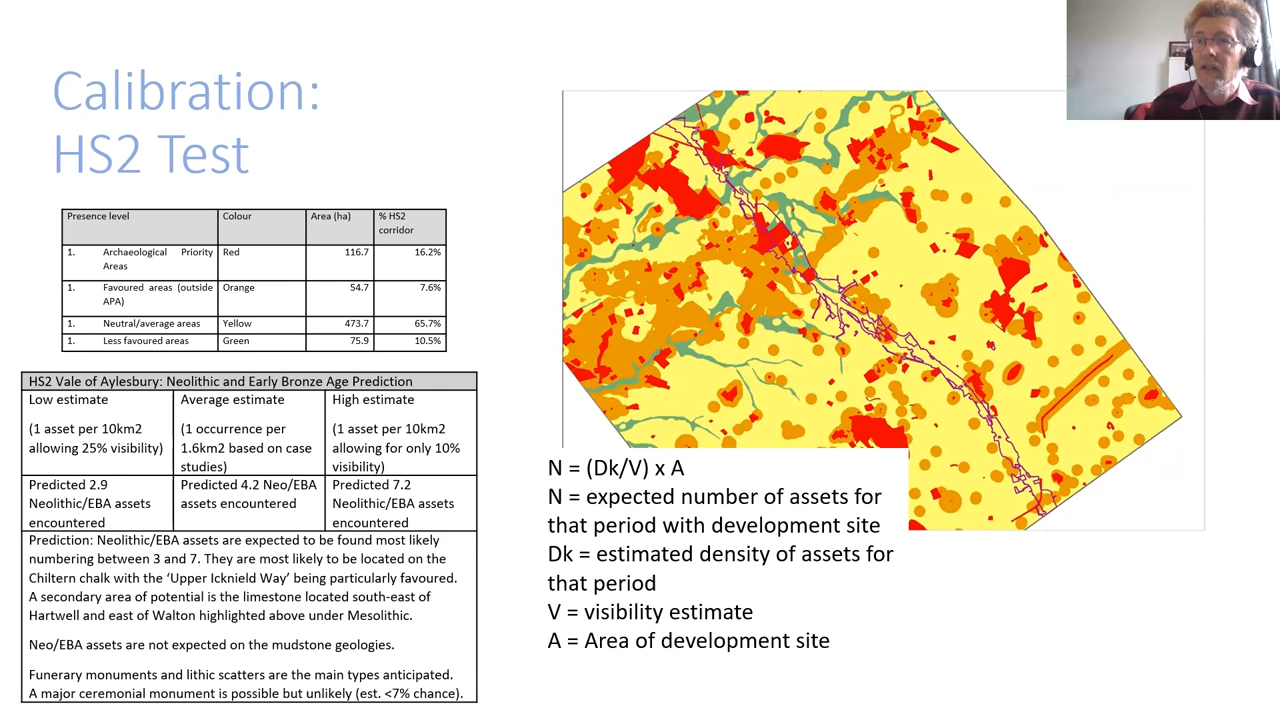 Calibration:
HS2 Test
Presence level Colour Area (ha) % HS2
corridor
1. Archaeological Priority Red 116.7 16.2%
Areas
1. Favoured areas (outside Orange 54.7 7.6%
APA)
1. Neutral/average areas Yellow 473.7 65.7%
1. Less favoured areas Green 75.9 10.5%
HS2 Vale of Aylesbury: Neolithic and Early Bronze Age Prediction
Low estimate Average estimate High estimate
(1 asset per 10km2 (1 occurrence per (1 asset per 10km2
allowing 25% visibility) 1.6km2 based on case allowing for only 10%
studies) visibility)
Predicted 2.9 Predicted 4.2 Neo/EBA Predicted 7.2
Neolithic/EBA assets assets encountered Neolithic/EBA assets
encountered encountered
Prediction: Neolithic/EBA assets are expected to be found most likely
numbering between 3 and 7. They are most likely to be located on the
Chiltern chalk with the ‘Upper Icknield Way’ being particularly favoured.
A secondary area of potential is the limestone located south-east of
Hartwell and east of Walton highlighted above under Mesolithic.
Neo/EBA assets are not expected on the mudstone geologies.
Funerary monuments and lithic scatters are the main types anticipated.
A major ceremonial monument is possible but unlikely (est. <7% chance).
N = (Dk/V) x A
N = expected number of assets for
that period with development site
Dk = estimated density of assets for
that period
V = visibility estimate
A = Area of development site